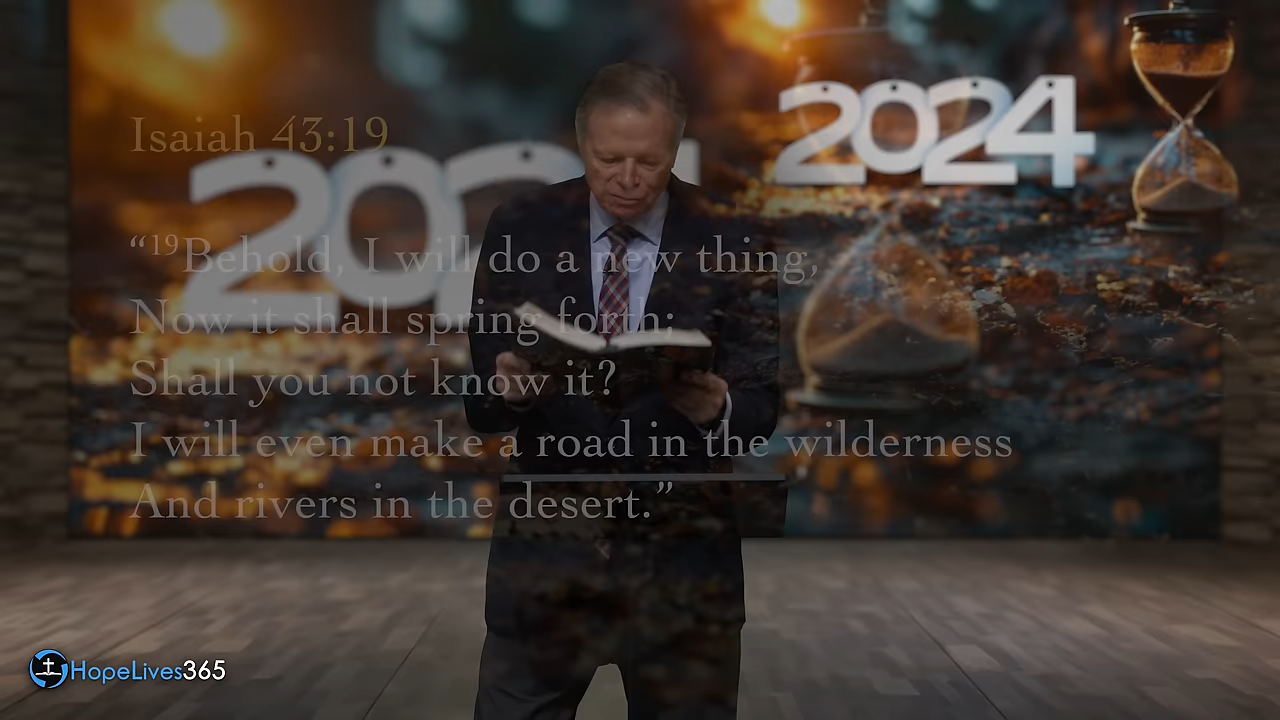 2024
Isaiah 43:19
202
“¹⁹Behold, I will do a new thing,
Now it shall spring forth;
Shall you not know it?
I will even make a road in the wilderness
And rivers in the desert.”
HopeLives365